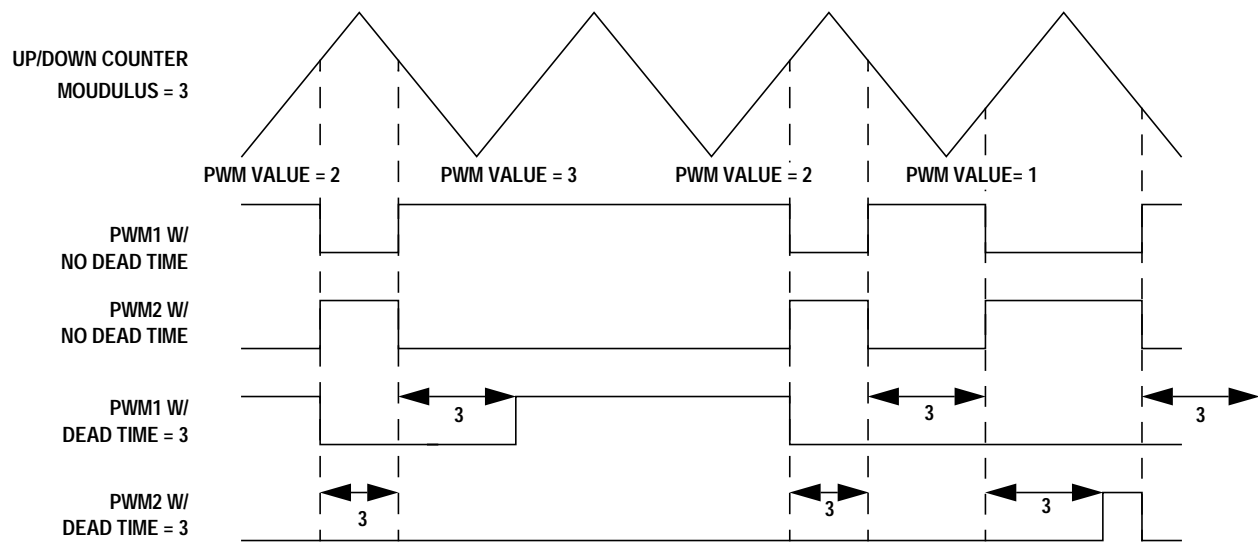 UP/DOWN COUNTER
MOUDULUS = 3
PWM VALUE = 2
PWM VALUE = 3
PWM VALUE = 2
PWM VALUE= 1
PWM1 W/
NO DEAD TIME
PWM2 W/
NO DEAD TIME
PWM1 W/
DEAD TIME = 3
3
3
3
PWM2 W/
DEAD TIME = 3
3
3
3